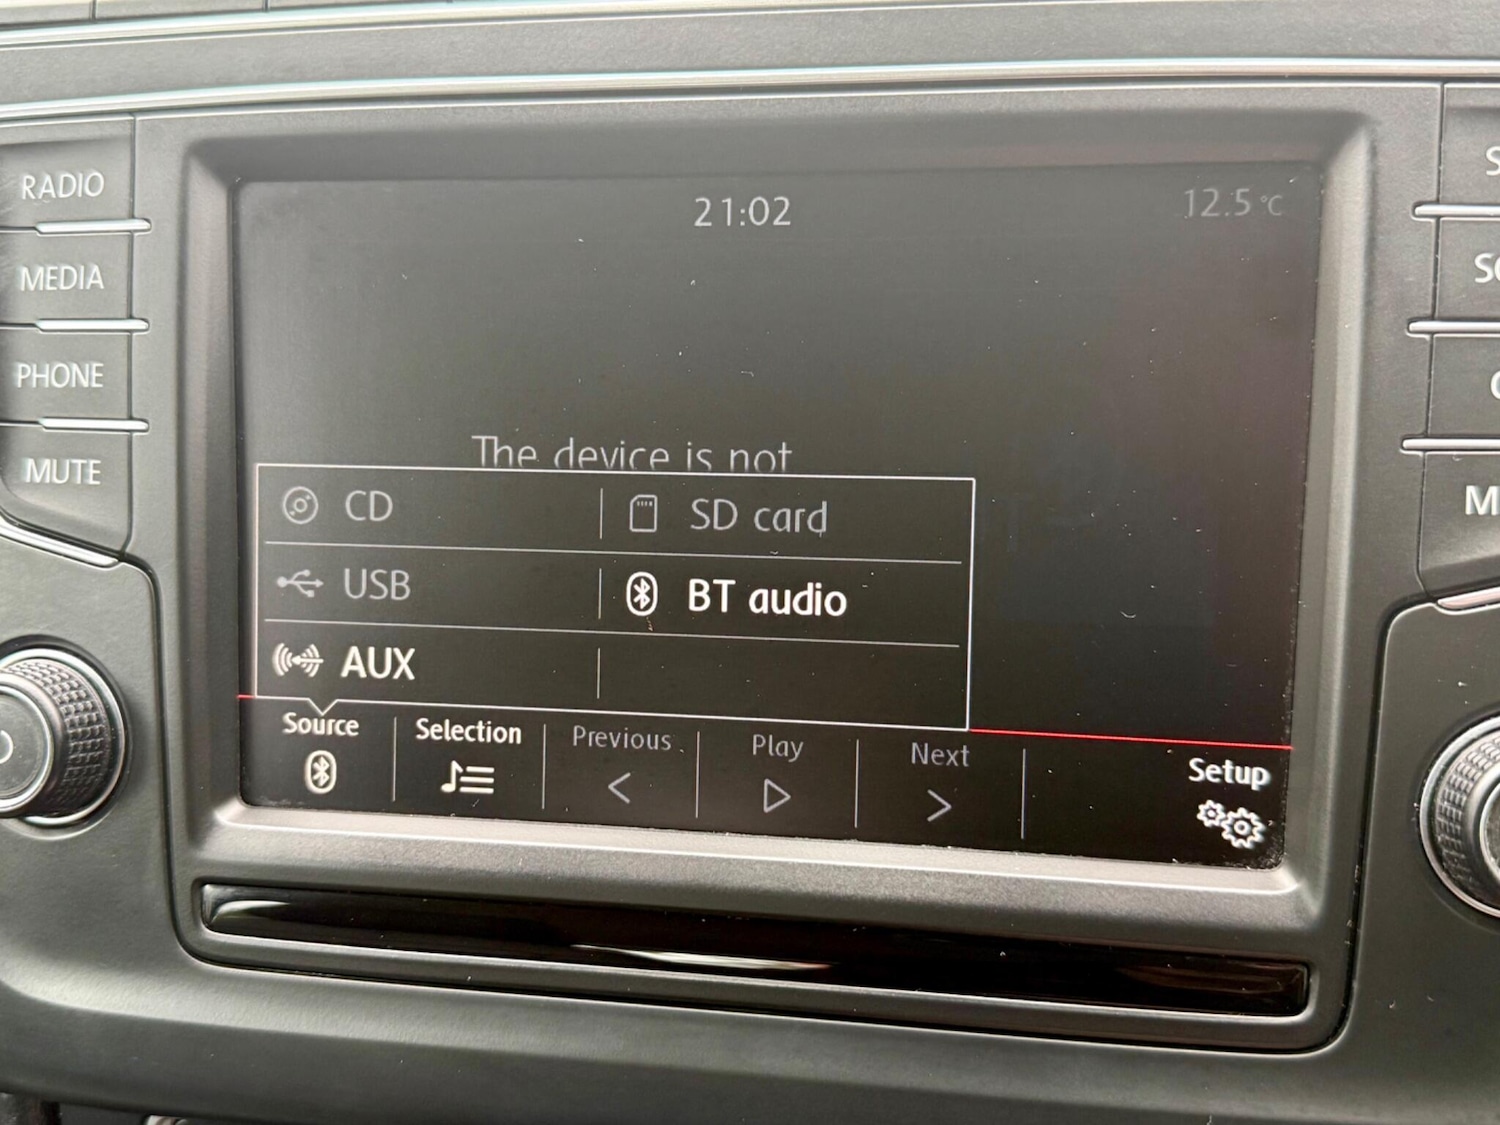 RADIO
MEDIA
PHONE
MUTE
21:02
12.5 °C
The device is not
CD
SD card
USB
BT audio
AUX
Source
Selection
Previous
Play
Next
Setup